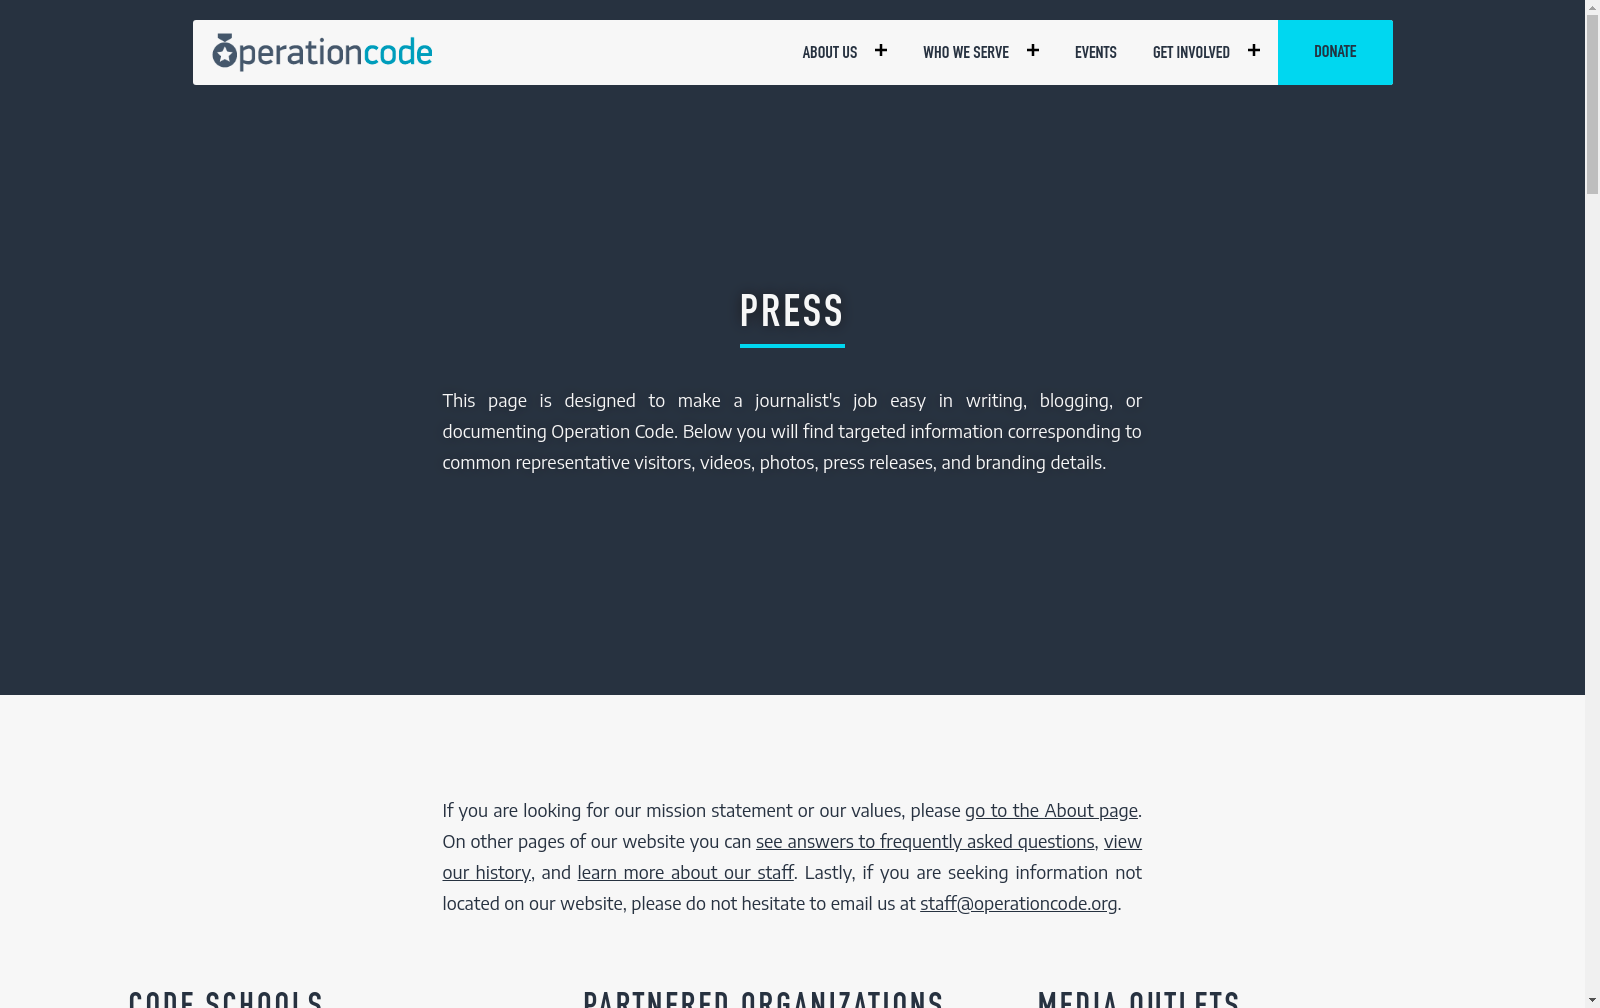 operationcode
ABOUT US + WHO WE SERVE + EVENTS GET INVOLVED + DONATE
PRESS
This page is designed to make a journalist's job easy in writing, blogging, or
documenting Operation Code. Below you will find targeted information corresponding to
common representative visitors, videos, photos, press releases, and branding details.
If you are looking for our mission statement or our values, please go to the About page.
On other pages of our website you can see answers to frequently asked questions, view
our history, and learn more about our staff. Lastly, if you are seeking information not
located on our website, please do not hesitate to email us at staff@operationcode.org.
CODE SCHOOLS PARTNERED ORGANIZATIONS MEDIA OUTLETS